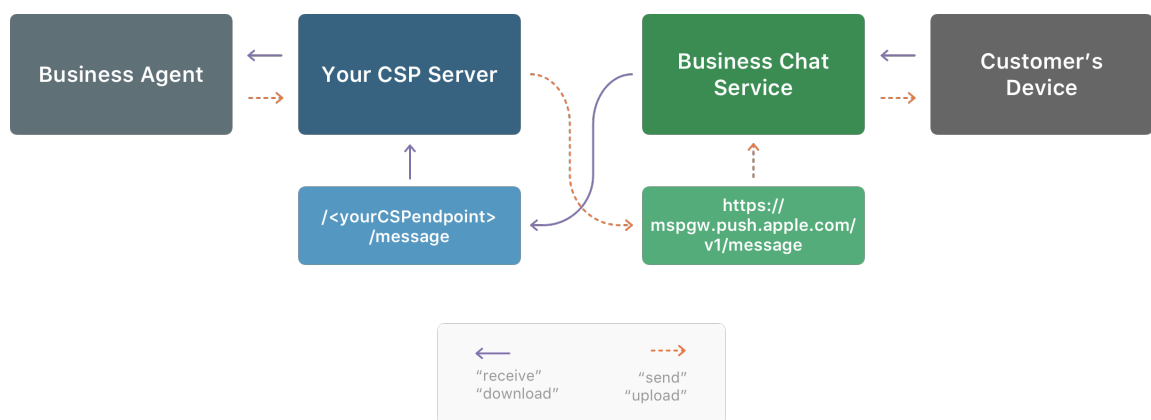 Business Agent
Your CSP Server
Business Chat
Service
Customer’s
Device
/<yourCSPendpoint>
/message
https://
mspgw.push.apple.com/
v1/message
“receive”
“download”
“send”
“upload”